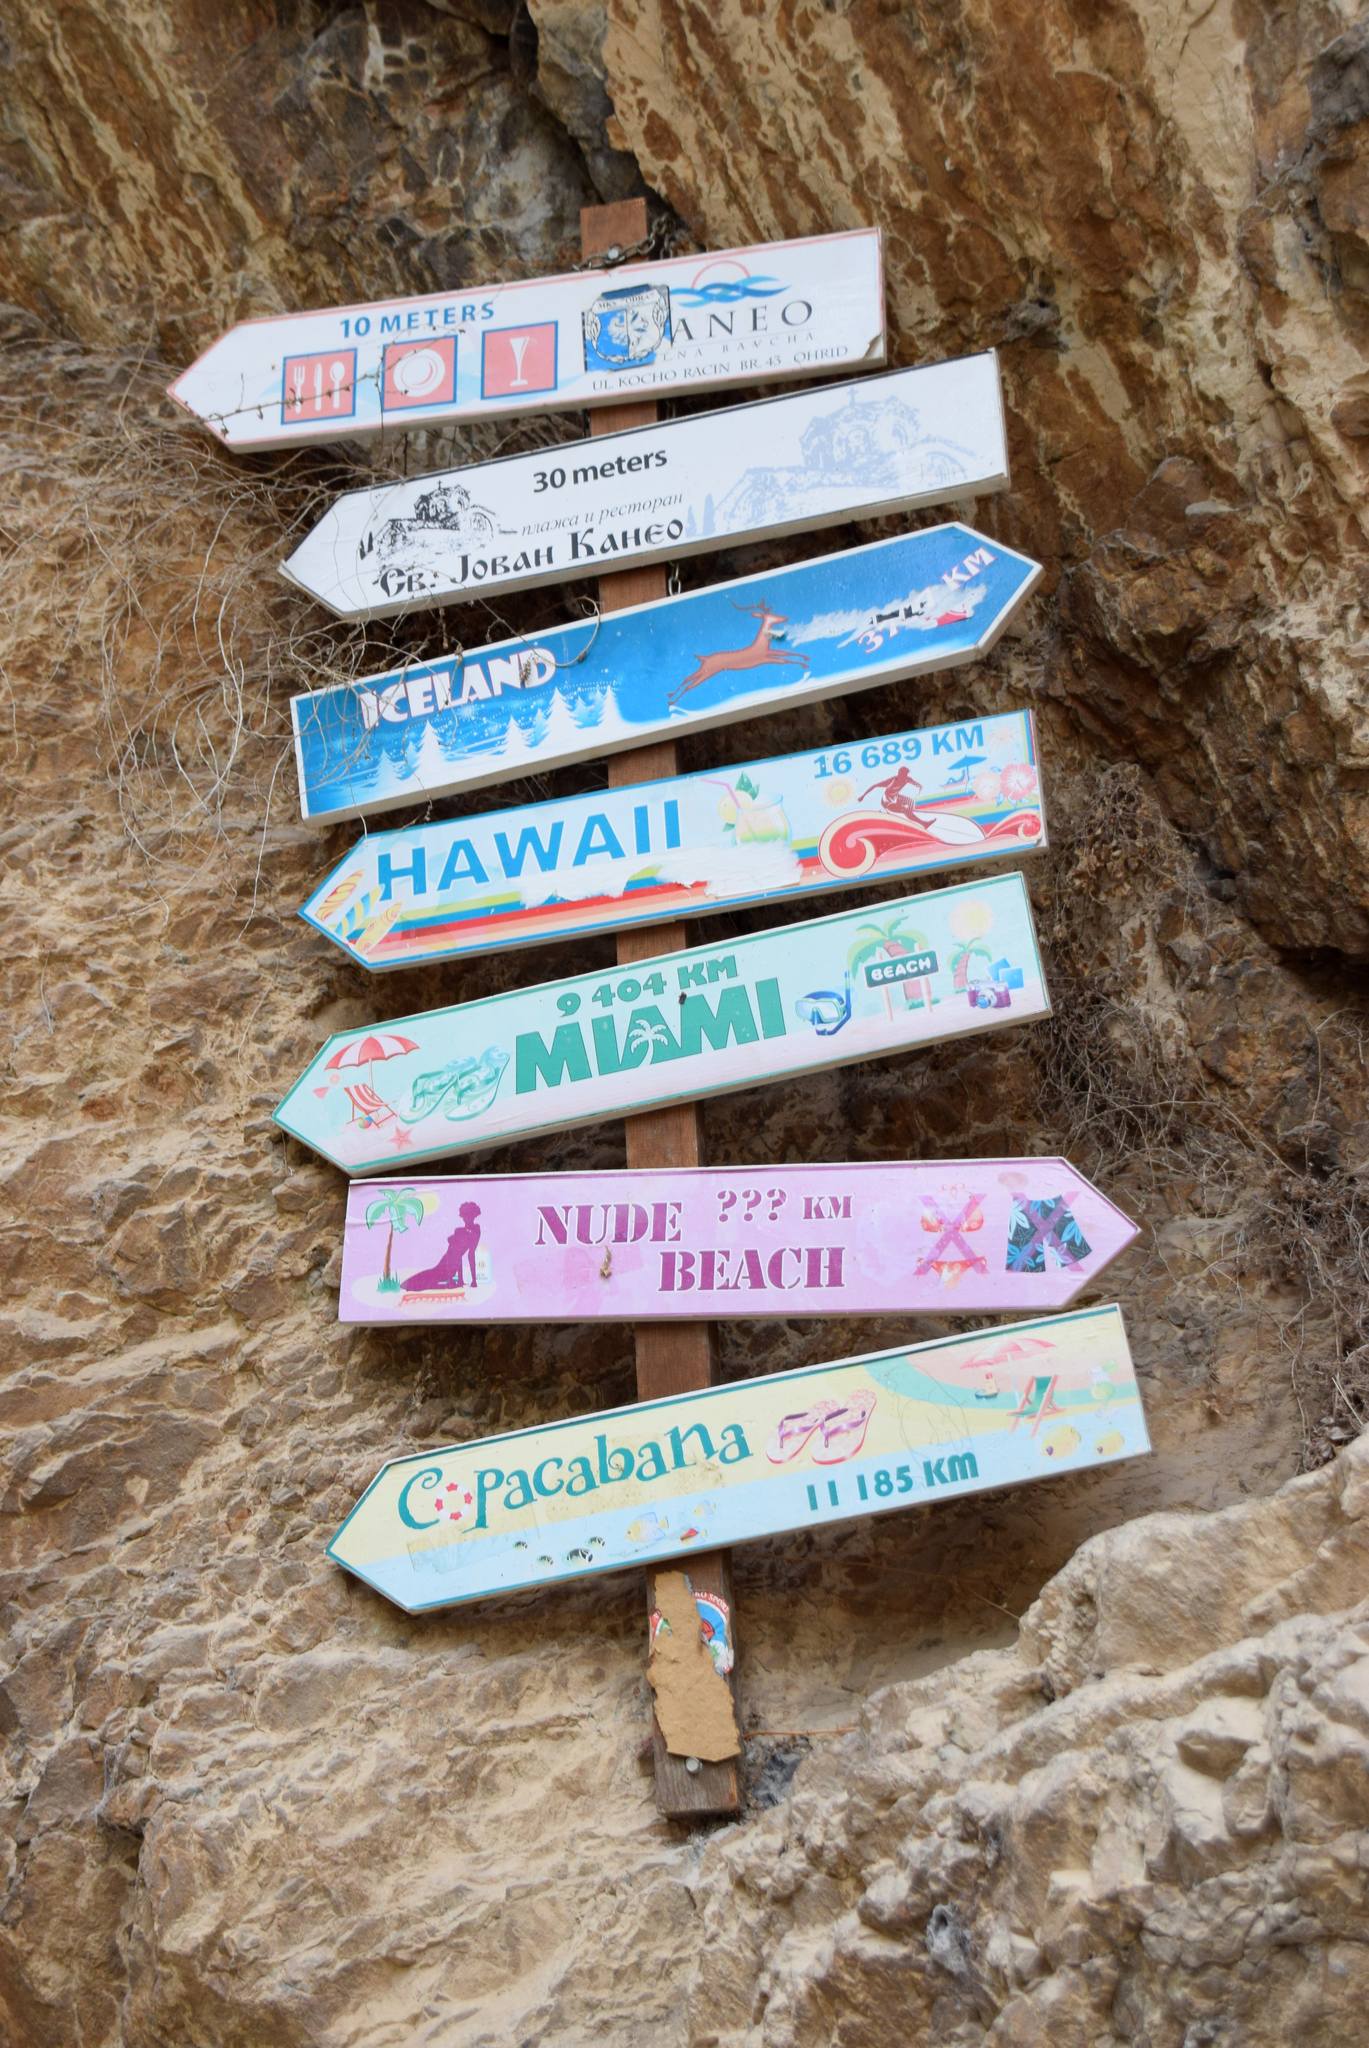 10 METERS
ANEO
UL. KOCHO RACIN BR. 43 OHRID
30 meters
плажа и ресторан
Св. Јован Канео
ICELAND
KM
16 689 KM
HAWAII
9 404 KM
MIAMI
BEACH
NUDE ??? KM
BEACH
Copacabana
11 185 KM